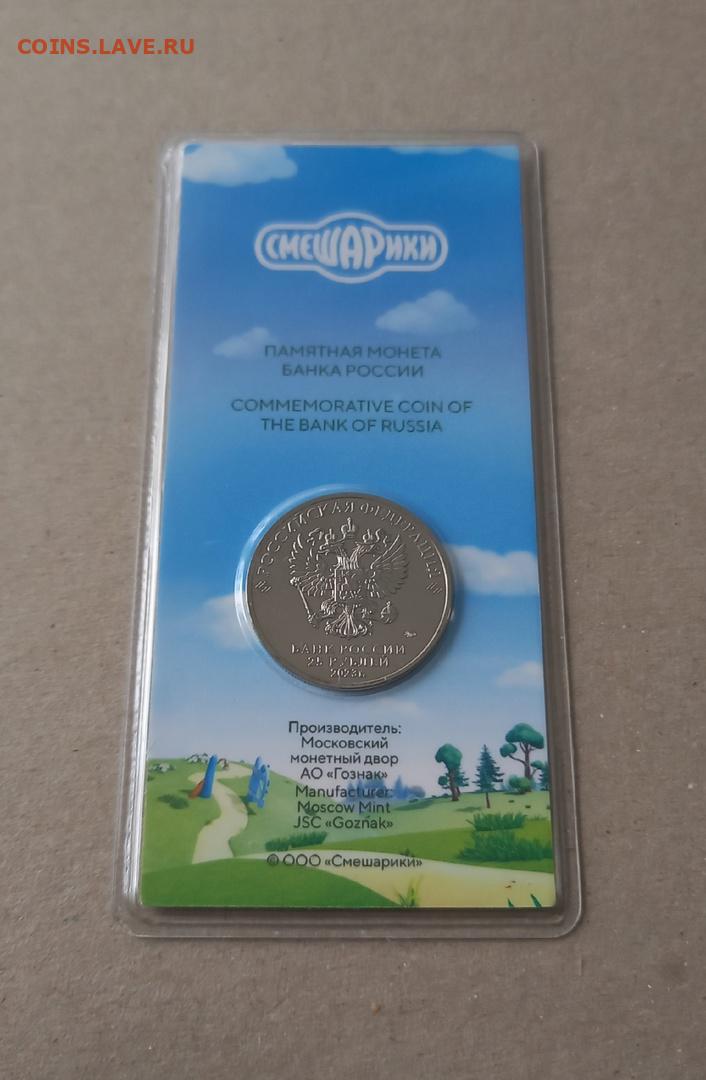 COINS.LAVE.RU
СМЕШАРИКИ
ПАМЯТНАЯ МОНЕТА
БАНКА РОССИИ
COMMEMORATIVE COIN OF
THE BANK OF RUSSIA
РОССИЙСКАЯ ФЕДЕРАЦИЯ
БАНК РОССИИ
25 РУБЛЕЙ
2023г.
Производитель:
Московский
монетный двор
АО «Гознак»
Manufacturer:
Moscow Mint
JSC «Goznak»
© ООО «Смешарики»